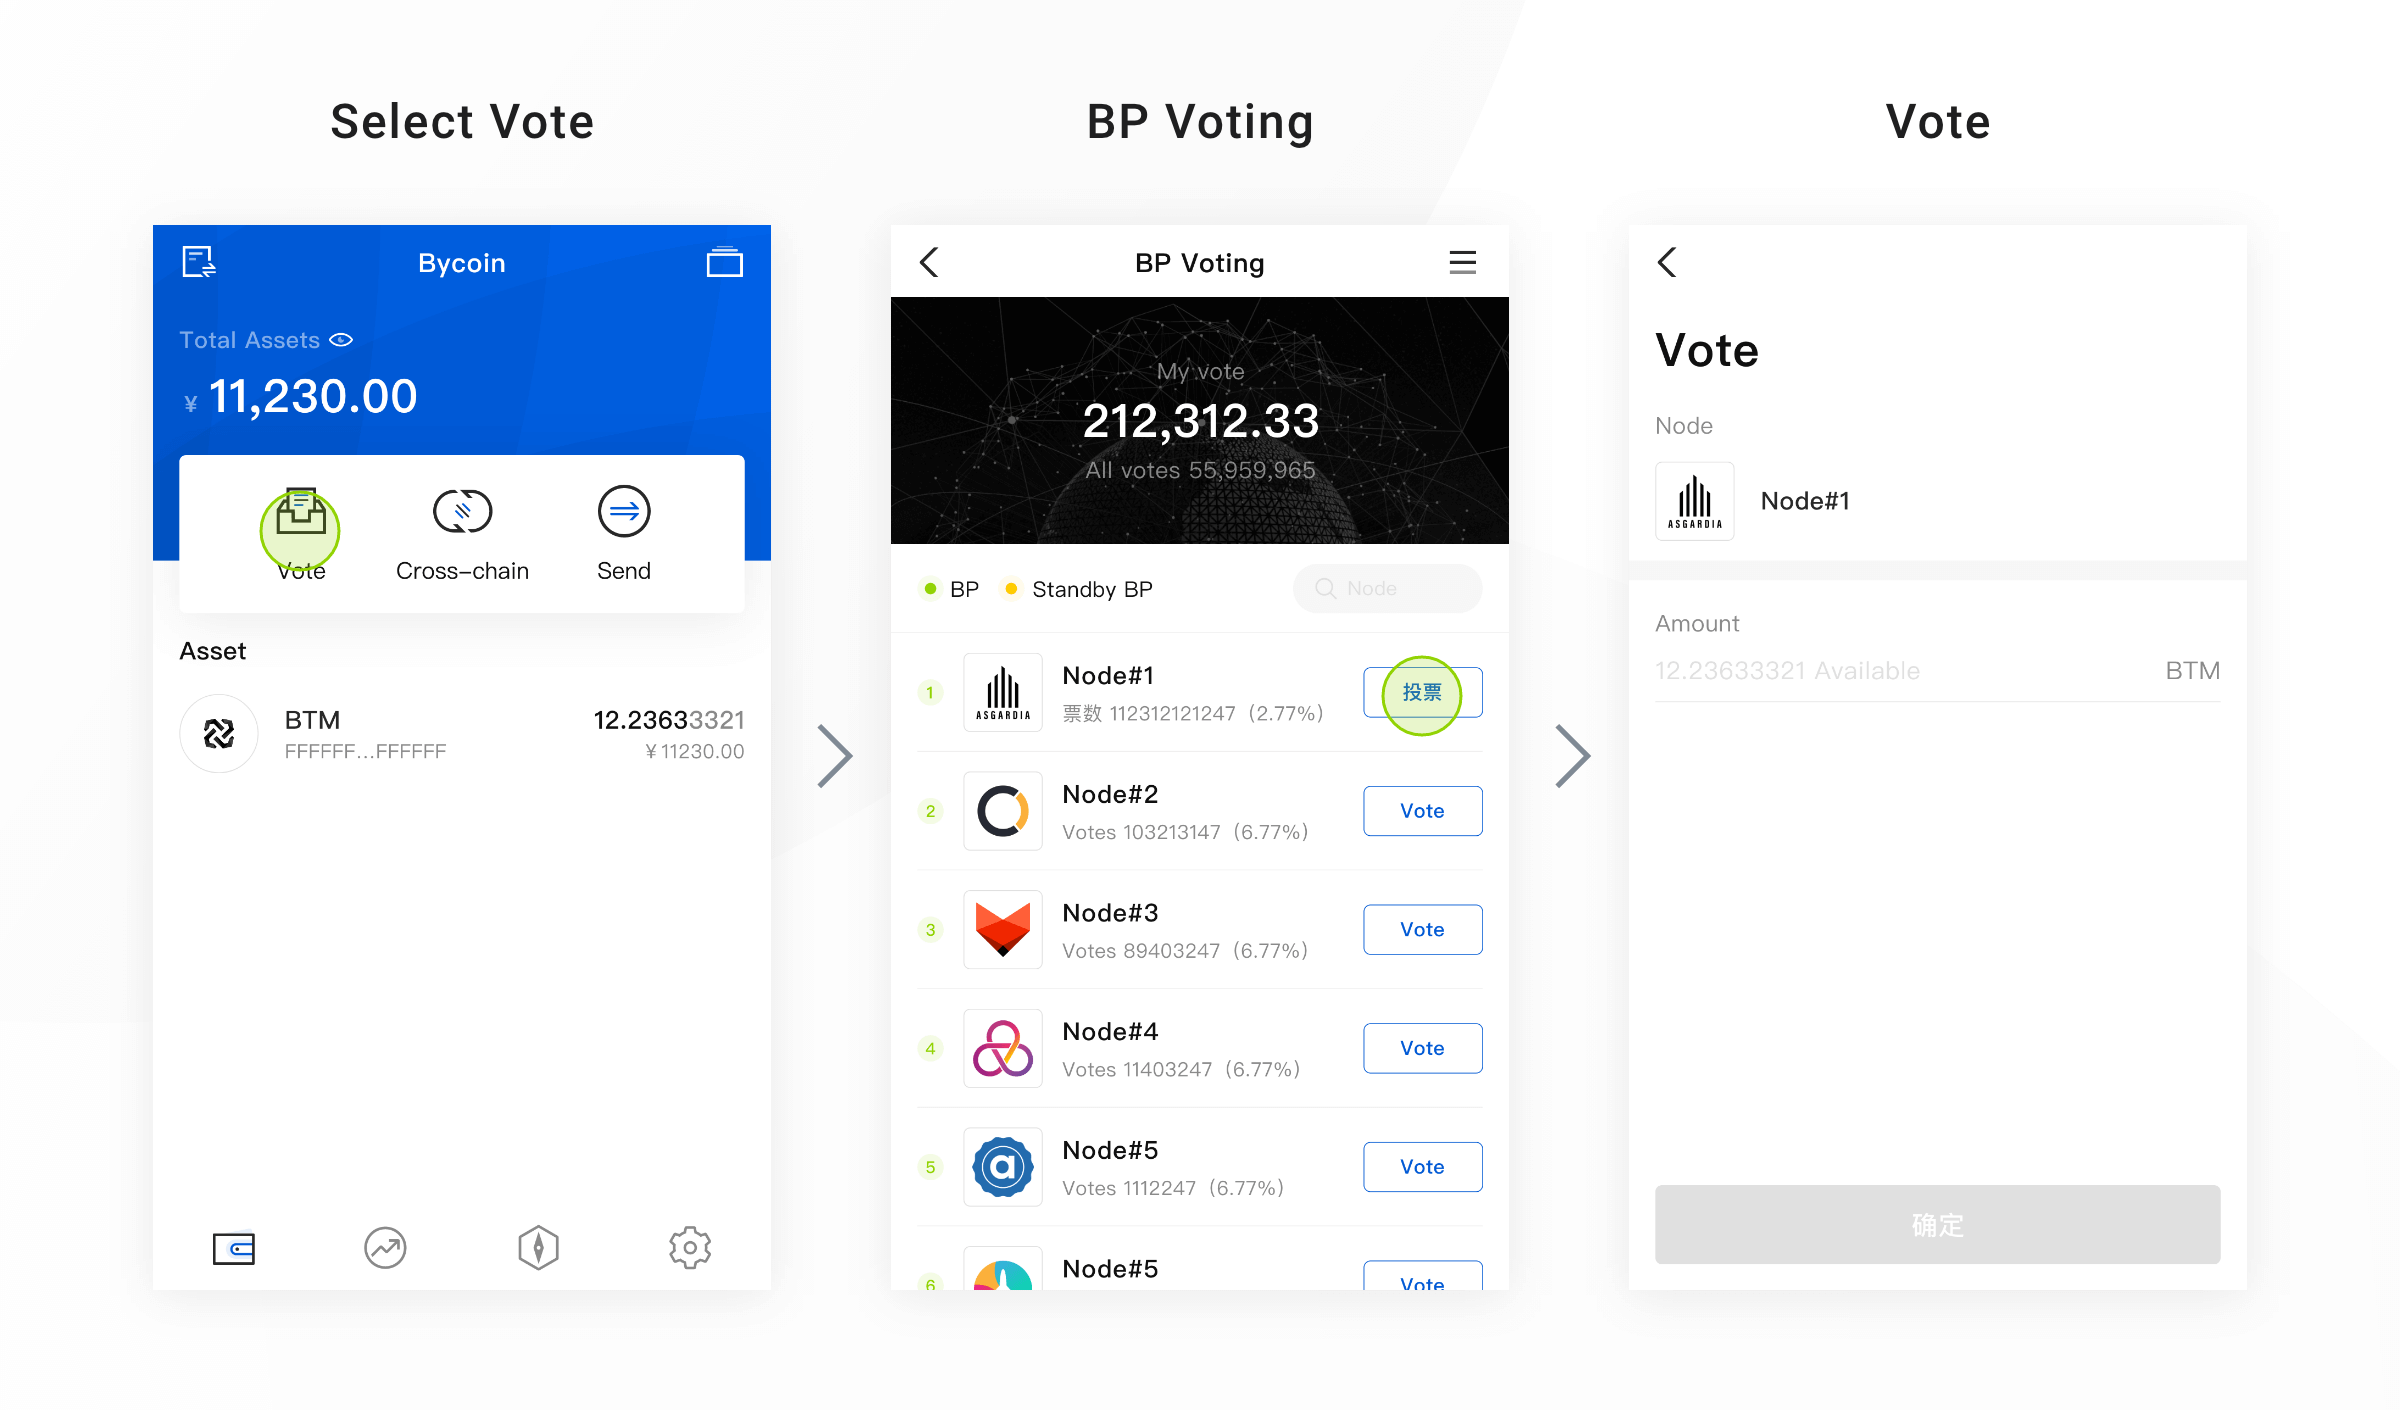 Select Vote
BP Voting
Vote
Bycoin
Total Assets
¥ 11,230.00
Vote
Cross-chain
Send
Asset
BTM
12.23633321
FFFFFF...FFFFFF
¥11230.00
BP Voting
My vote
212,312.33
All votes 55,959,965
BP
Standby BP
Node
1
ASGARDIA
Node#1
票数 112312121247 (2.77%)
投票
2
Node#2
Votes 103213147 (6.77%)
Vote
3
Node#3
Votes 89403247 (6.77%)
Vote
4
Node#4
Votes 11403247 (6.77%)
Vote
5
a
Node#5
Votes 1112247 (6.77%)
Vote
6
Node#5
Vote
Vote
Node
ASGARDIA
Node#1
Amount
12.23633321 Available
BTM
确定